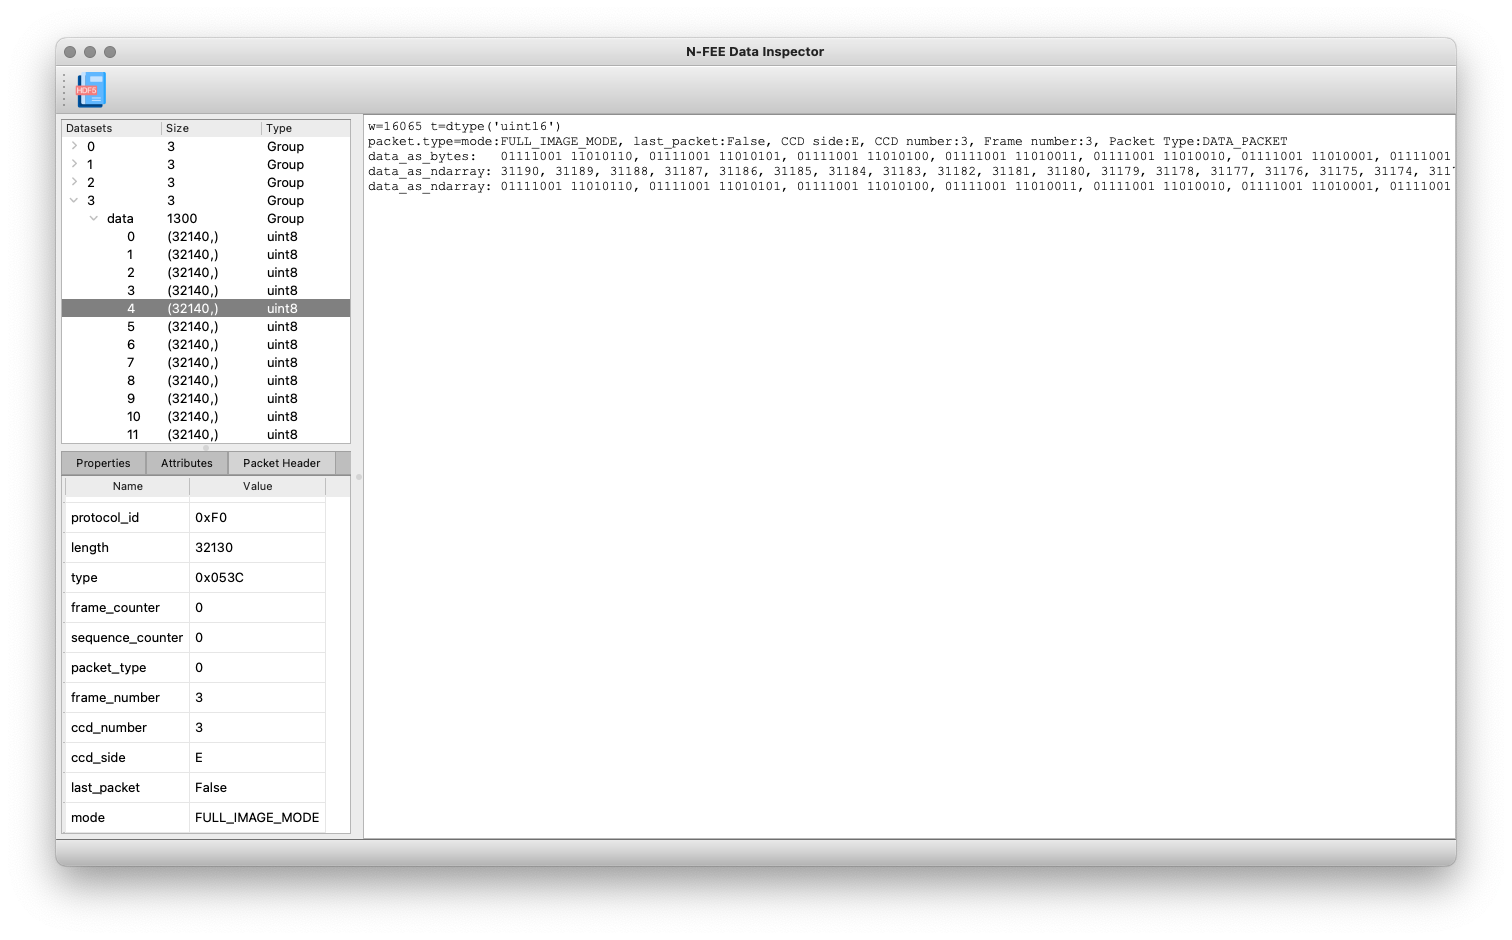 N-FEE Data Inspector
HDF5
Datasets Size Type
0 3 Group
1 3 Group
2 3 Group
3 3 Group
data 1300 Group
0 (32140,) uint8
1 (32140,) uint8
2 (32140,) uint8
3 (32140,) uint8
4 (32140,) uint8
5 (32140,) uint8
6 (32140,) uint8
7 (32140,) uint8
8 (32140,) uint8
9 (32140,) uint8
10 (32140,) uint8
11 (32140,) uint8
Properties Attributes Packet Header
Name Value
protocol_id 0xF0
length 32130
type 0x053C
frame_counter 0
sequence_counter 0
packet_type 0
frame_number 3
ccd_number 3
ccd_side E
last_packet False
mode FULL_IMAGE_MODE
w=16065 t=dtype('uint16')
packet.type=mode:FULL_IMAGE_MODE, last_packet:False, CCD side:E, CCD number:3, Frame number:3, Packet Type:DATA_PACKET
data_as_bytes: 01111001 11010110, 01111001 11010101, 01111001 11010100, 01111001 11010011, 01111001 11010010, 01111001 11010001, 01111001
data_as_ndarray: 31190, 31189, 31188, 31187, 31186, 31185, 31184, 31183, 31182, 31181, 31180, 31179, 31178, 31177, 31176, 31175, 31174,
data_as_ndarray: 01111001 11010110, 01111001 11010101, 01111001 11010100, 01111001 11010011, 01111001 11010010, 01111001 11010001, 01111001